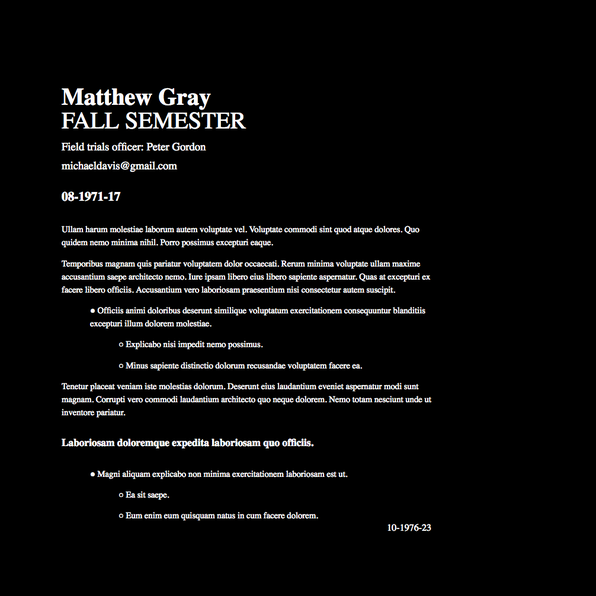 Matthew Gray
FALL SEMESTER
Field trials officer: Peter Gordon
michaeldavis@gmail.com
08-1971-17
Ullam harum molestiae laborum autem voluptate vel. Voluptate commodi sint quod atque dolores. Quo
quidem nemo minima nihil. Porro possimus excepturi eaque.
Temporibus magnam quis pariatur voluptatem dolor occaecati. Rerum minima voluptate ullam maxime
accusantium saepe architecto nemo. Iure ipsam libero eius libero sapiente aspernatur. Quas at excepturi ex
facere libero officiis. Accusantium vero laboriosam praesentium nisi consectetur autem suscipit.
● Officiis animi doloribus deserunt similique voluptatum exercitationem consequuntur blanditiis
excepturi illum dolorem molestiae.
○ Explicabo nisi impedit nemo possimus.
○ Minus sapiente distinctio dolorum recusandae voluptatem facere ea.
Tenetur placeat veniam iste molestias dolorum. Deserunt eius laudantium eveniet aspernatur modi sunt
magnam. Corrupti vero commodi laudantium architecto quo neque dolorem. Nemo totam nesciunt unde ut
inventore pariatur.
Laboriosam doloremque expedita laboriosam quo officiis.
● Magni aliquam explicabo non minima exercitationem laboriosam est ut.
○ Ea sit saepe.
○ Eum enim eum quisquam natus in cum facere dolorem.
10-1976-23